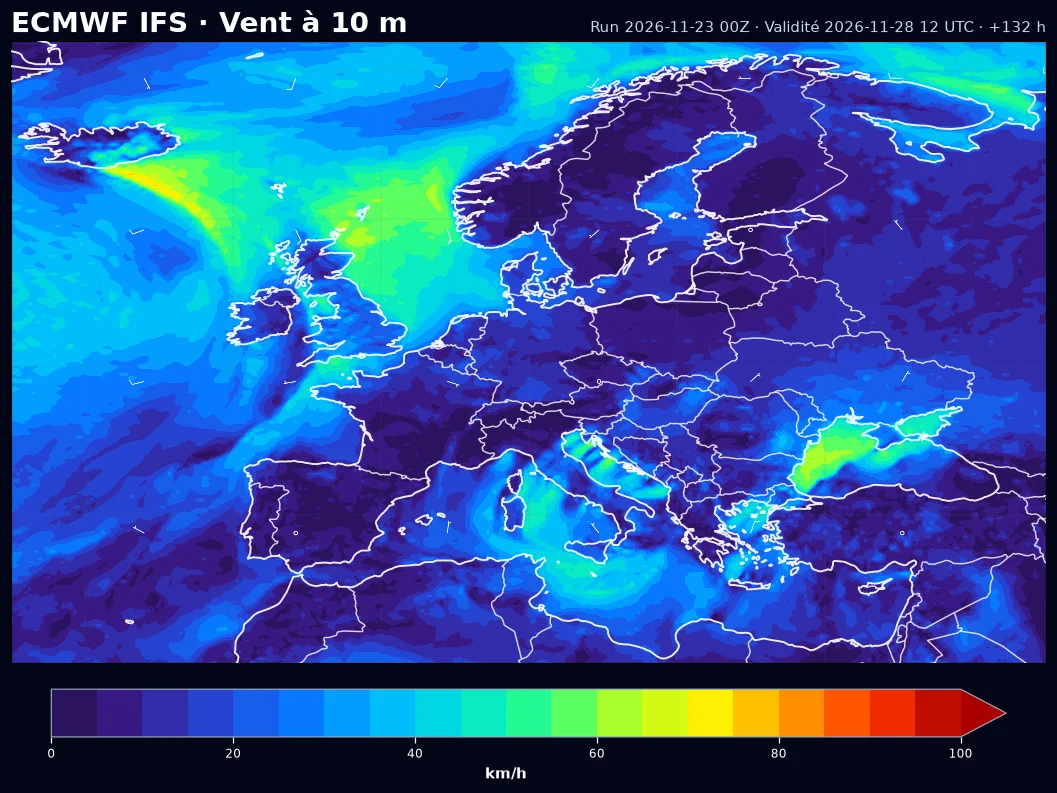 ECMWF IFS · Vent à 10 m
Run 2026-11-23 00Z · Validité 2026-11-28 12 UTC · +132 h
0 20 40 60 80 100
km/h